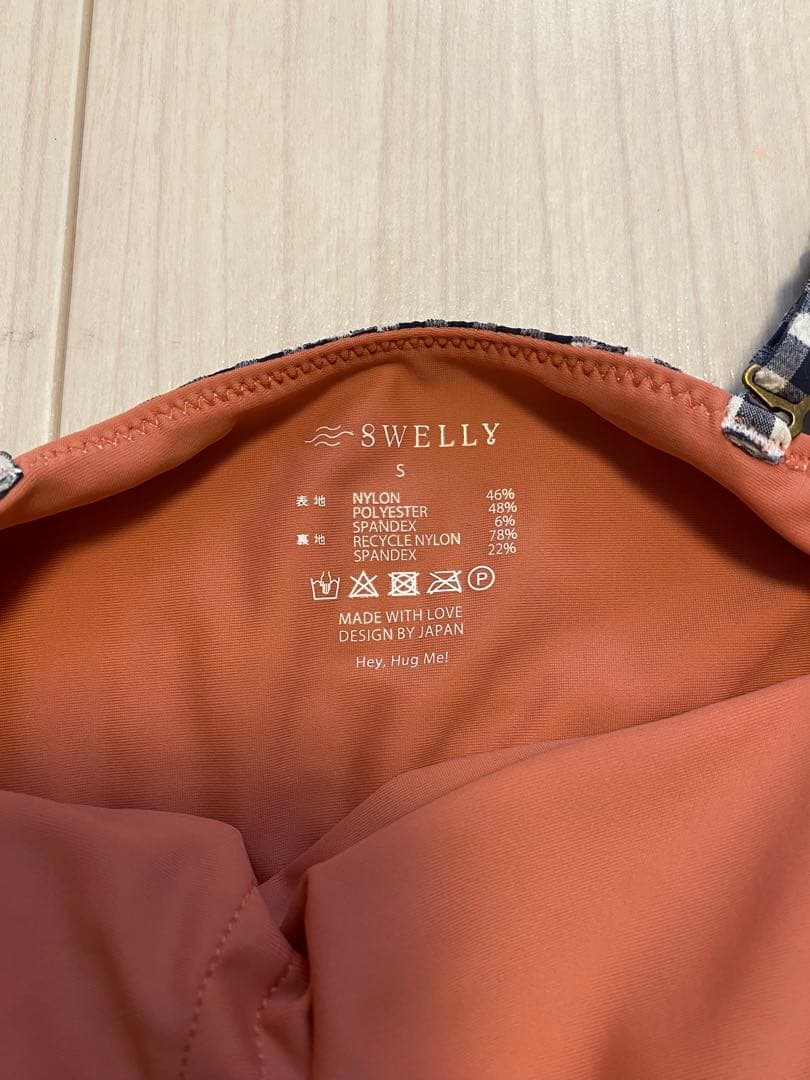 SWELLY
S
表地 NYLON 46%
POLYESTER 48%
SPANDEX 6%
裏地 RECYCLE NYLON 78%
SPANDEX 22%
P
MADE WITH LOVE
DESIGN BY JAPAN
Hey, Hug Me!